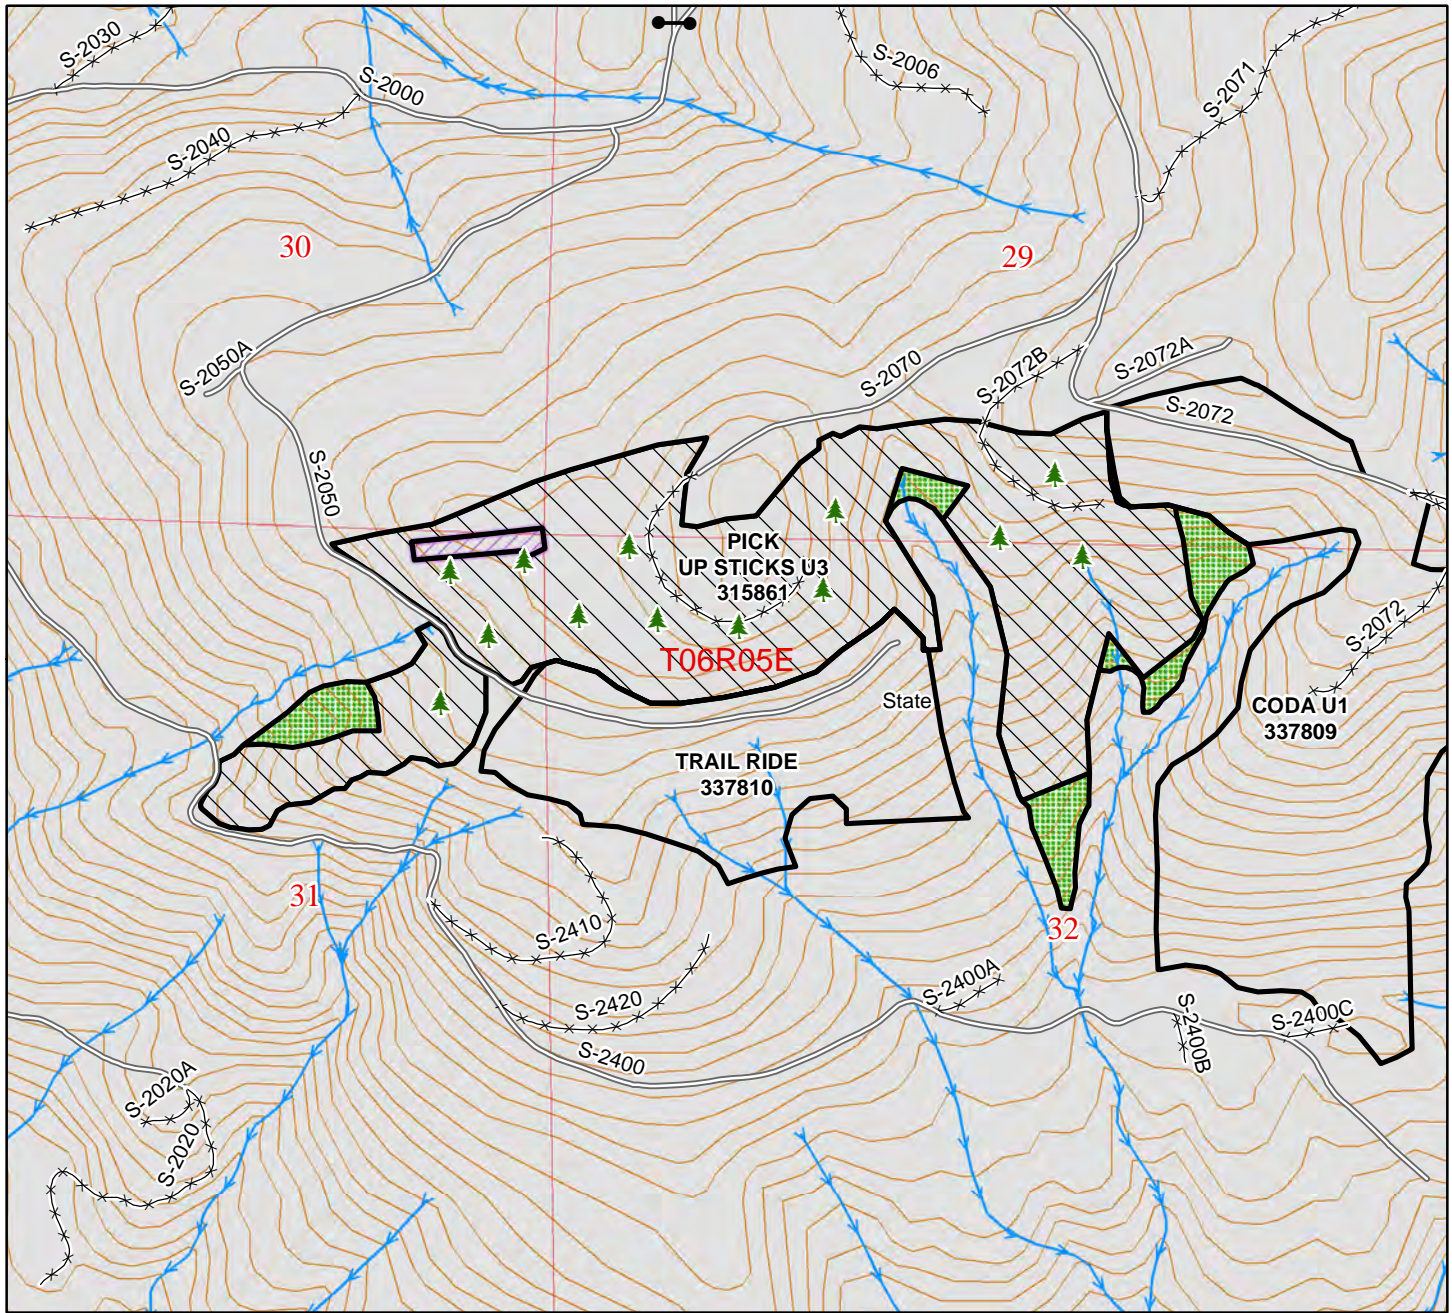 S-2030
S-2000
S-2006
S-2071
S-2040
30
29
S-2050A
S-2070
S-2072B
S-2072A
S-2072
S-2050
PICK
UP STICKS U3
315861
T06R05E
State
S-2072
CODA U1
337809
TRAIL RIDE
337810
31
32
S-2410
S-2420
S-2400
S-2400A
S-2400B
S-2400C
S-2020A
S-2020